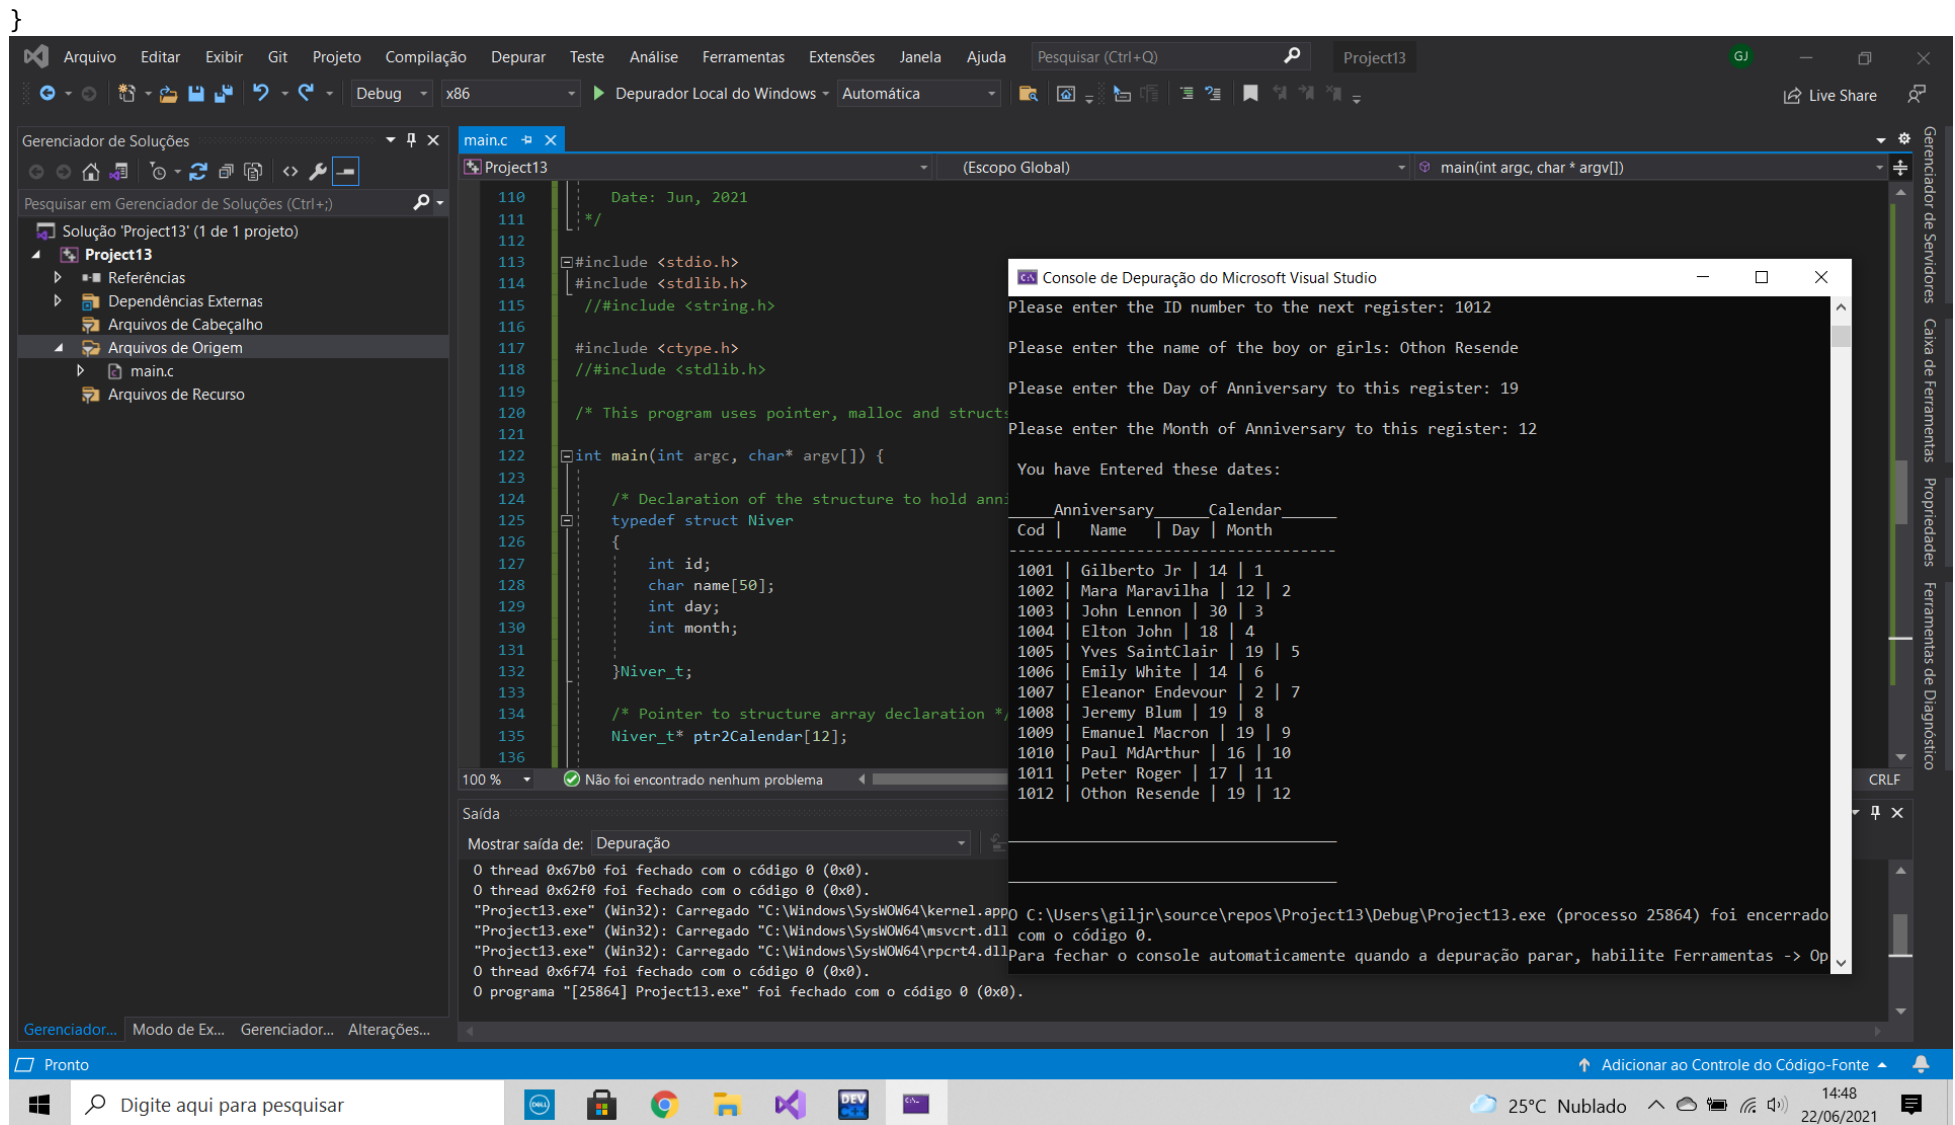 }
Arquivo Editar Exibir Git Projeto Compilação Depurar Teste Análise Ferramentas Extensões Janela Ajuda Pesquisar (Ctrl+Q) Project13 GJ
Debug x86 Depurador Local do Windows Automática Live Share
Gerenciador de Soluções
Pesquisar em Gerenciador de Soluções (Ctrl+;)
Solução 'Project13' (1 de 1 projeto)
Project13
Referências
Dependências Externas
Arquivos de Cabeçalho
Arquivos de Origem
main.c
Arquivos de Recurso
Gerenciador... Modo de Ex... Gerenciador... Alterações...
main.c
Project13 (Escopo Global) main(int argc, char * argv[])
110 Date: Jun, 2021
111 */
112
113 #include <stdio.h>
114 #include <stdlib.h>
115 //#include <string.h>
116
117 #include <ctype.h>
118 //#include <stdlib.h>
119
120 /* This program uses pointer, malloc and structs
121
122 int main(int argc, char* argv[]) {
123
124 /* Declaration of the structure to hold anni
125 typedef struct Niver
126 {
127 int id;
128 char name[50];
129 int day;
130 int month;
131
132 }Niver_t;
133
134 /* Pointer to structure array declaration */
135 Niver_t* ptr2Calendar[12];
136
100 % Não foi encontrado nenhum problema CRLF
Saída
Mostrar saída de: Depuração
O thread 0x67b0 foi fechado com o código 0 (0x0).
O thread 0x62f0 foi fechado com o código 0 (0x0).
"Project13.exe" (Win32): Carregado "C:\Windows\SysWOW64\kernel.app
"Project13.exe" (Win32): Carregado "C:\Windows\SysWOW64\msvcrt.dll
"Project13.exe" (Win32): Carregado "C:\Windows\SysWOW64\rpcrt4.dll
O thread 0x6f74 foi fechado com o código 0 (0x0).
O programa "[25864] Project13.exe" foi fechado com o código 0 (0x0).
Console de Depuração do Microsoft Visual Studio
Please enter the ID number to the next register: 1012
Please enter the name of the boy or girls: Othon Resende
Please enter the Day of Anniversary to this register: 19
Please enter the Month of Anniversary to this register: 12
You have Entered these dates:
_____Anniversary______Calendar______
Cod | Name | Day | Month
------------------------------------
1001 | Gilberto Jr | 14 | 1
1002 | Mara Maravilha | 12 | 2
1003 | John Lennon | 30 | 3
1004 | Elton John | 18 | 4
1005 | Yves SaintClair | 19 | 5
1006 | Emily White | 14 | 6
1007 | Eleanor Endevour | 2 | 7
1008 | Jeremy Blum | 19 | 8
1009 | Emanuel Macron | 19 | 9
1010 | Paul MdArthur | 16 | 10
1011 | Peter Roger | 17 | 11
1012 | Othon Resende | 19 | 12
____________________________________
____________________________________
O C:\Users\giljr\source\repos\Project13\Debug\Project13.exe (processo 25864) foi encerrado
com o código 0.
Para fechar o console automaticamente quando a depuração parar, habilite Ferramentas -> Op
Gerenciador de Servidores
Caixa de Ferramentas
Propriedades
Ferramentas de Diagnóstico
Pronto Adicionar ao Controle do Código-Fonte
Digite aqui para pesquisar
DELL
DEV C++
C:\_
25°C Nublado
14:48
22/06/2021